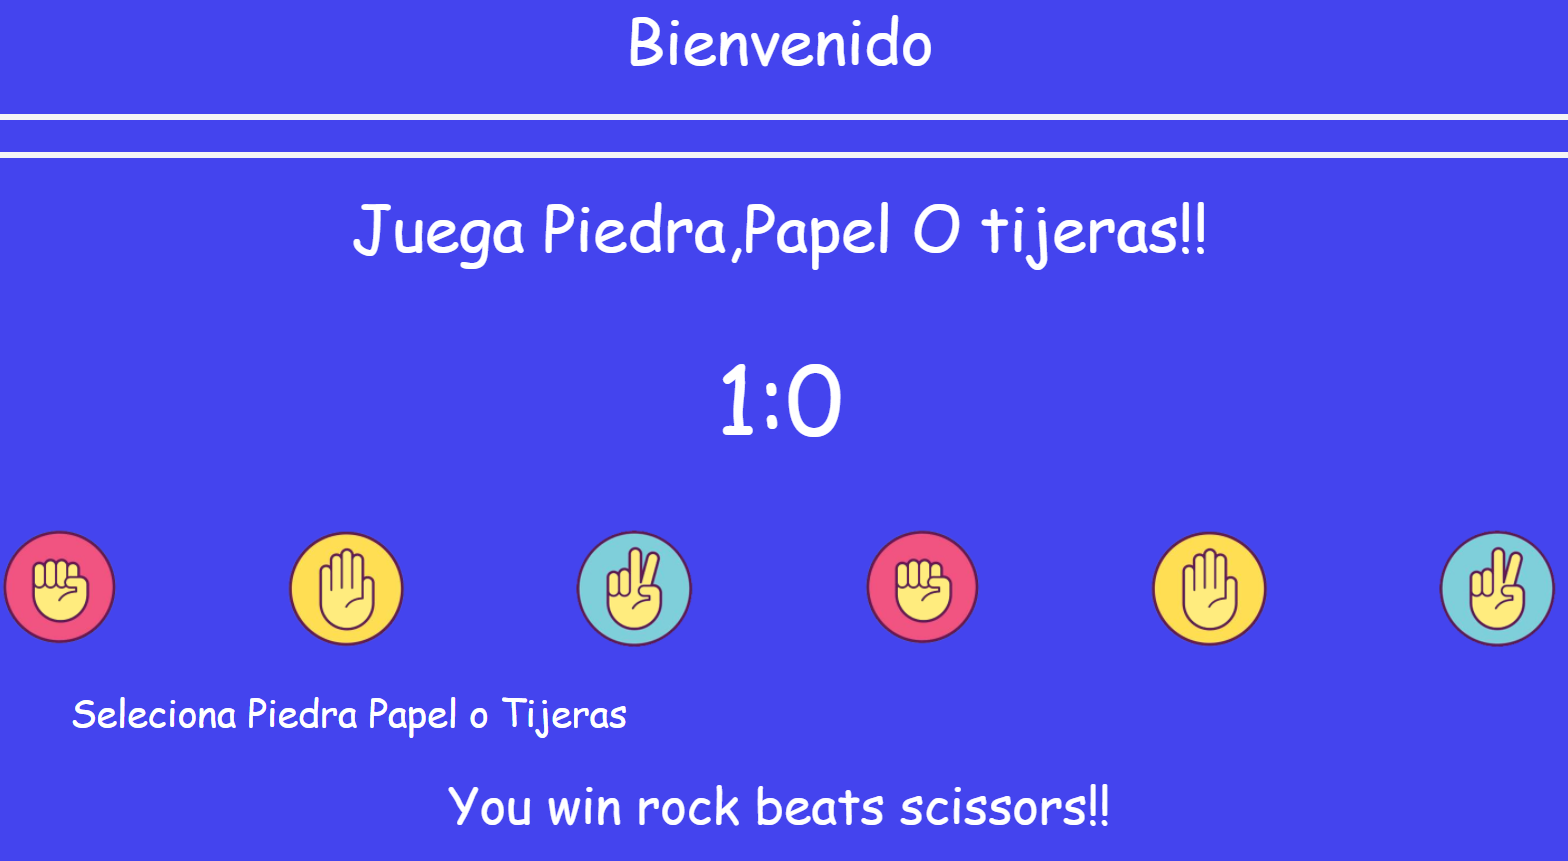 Bienvenido
Juega Piedra,Papel O tijeras!!
1:0
Seleciona Piedra Papel o Tijeras
You win rock beats scissors!!